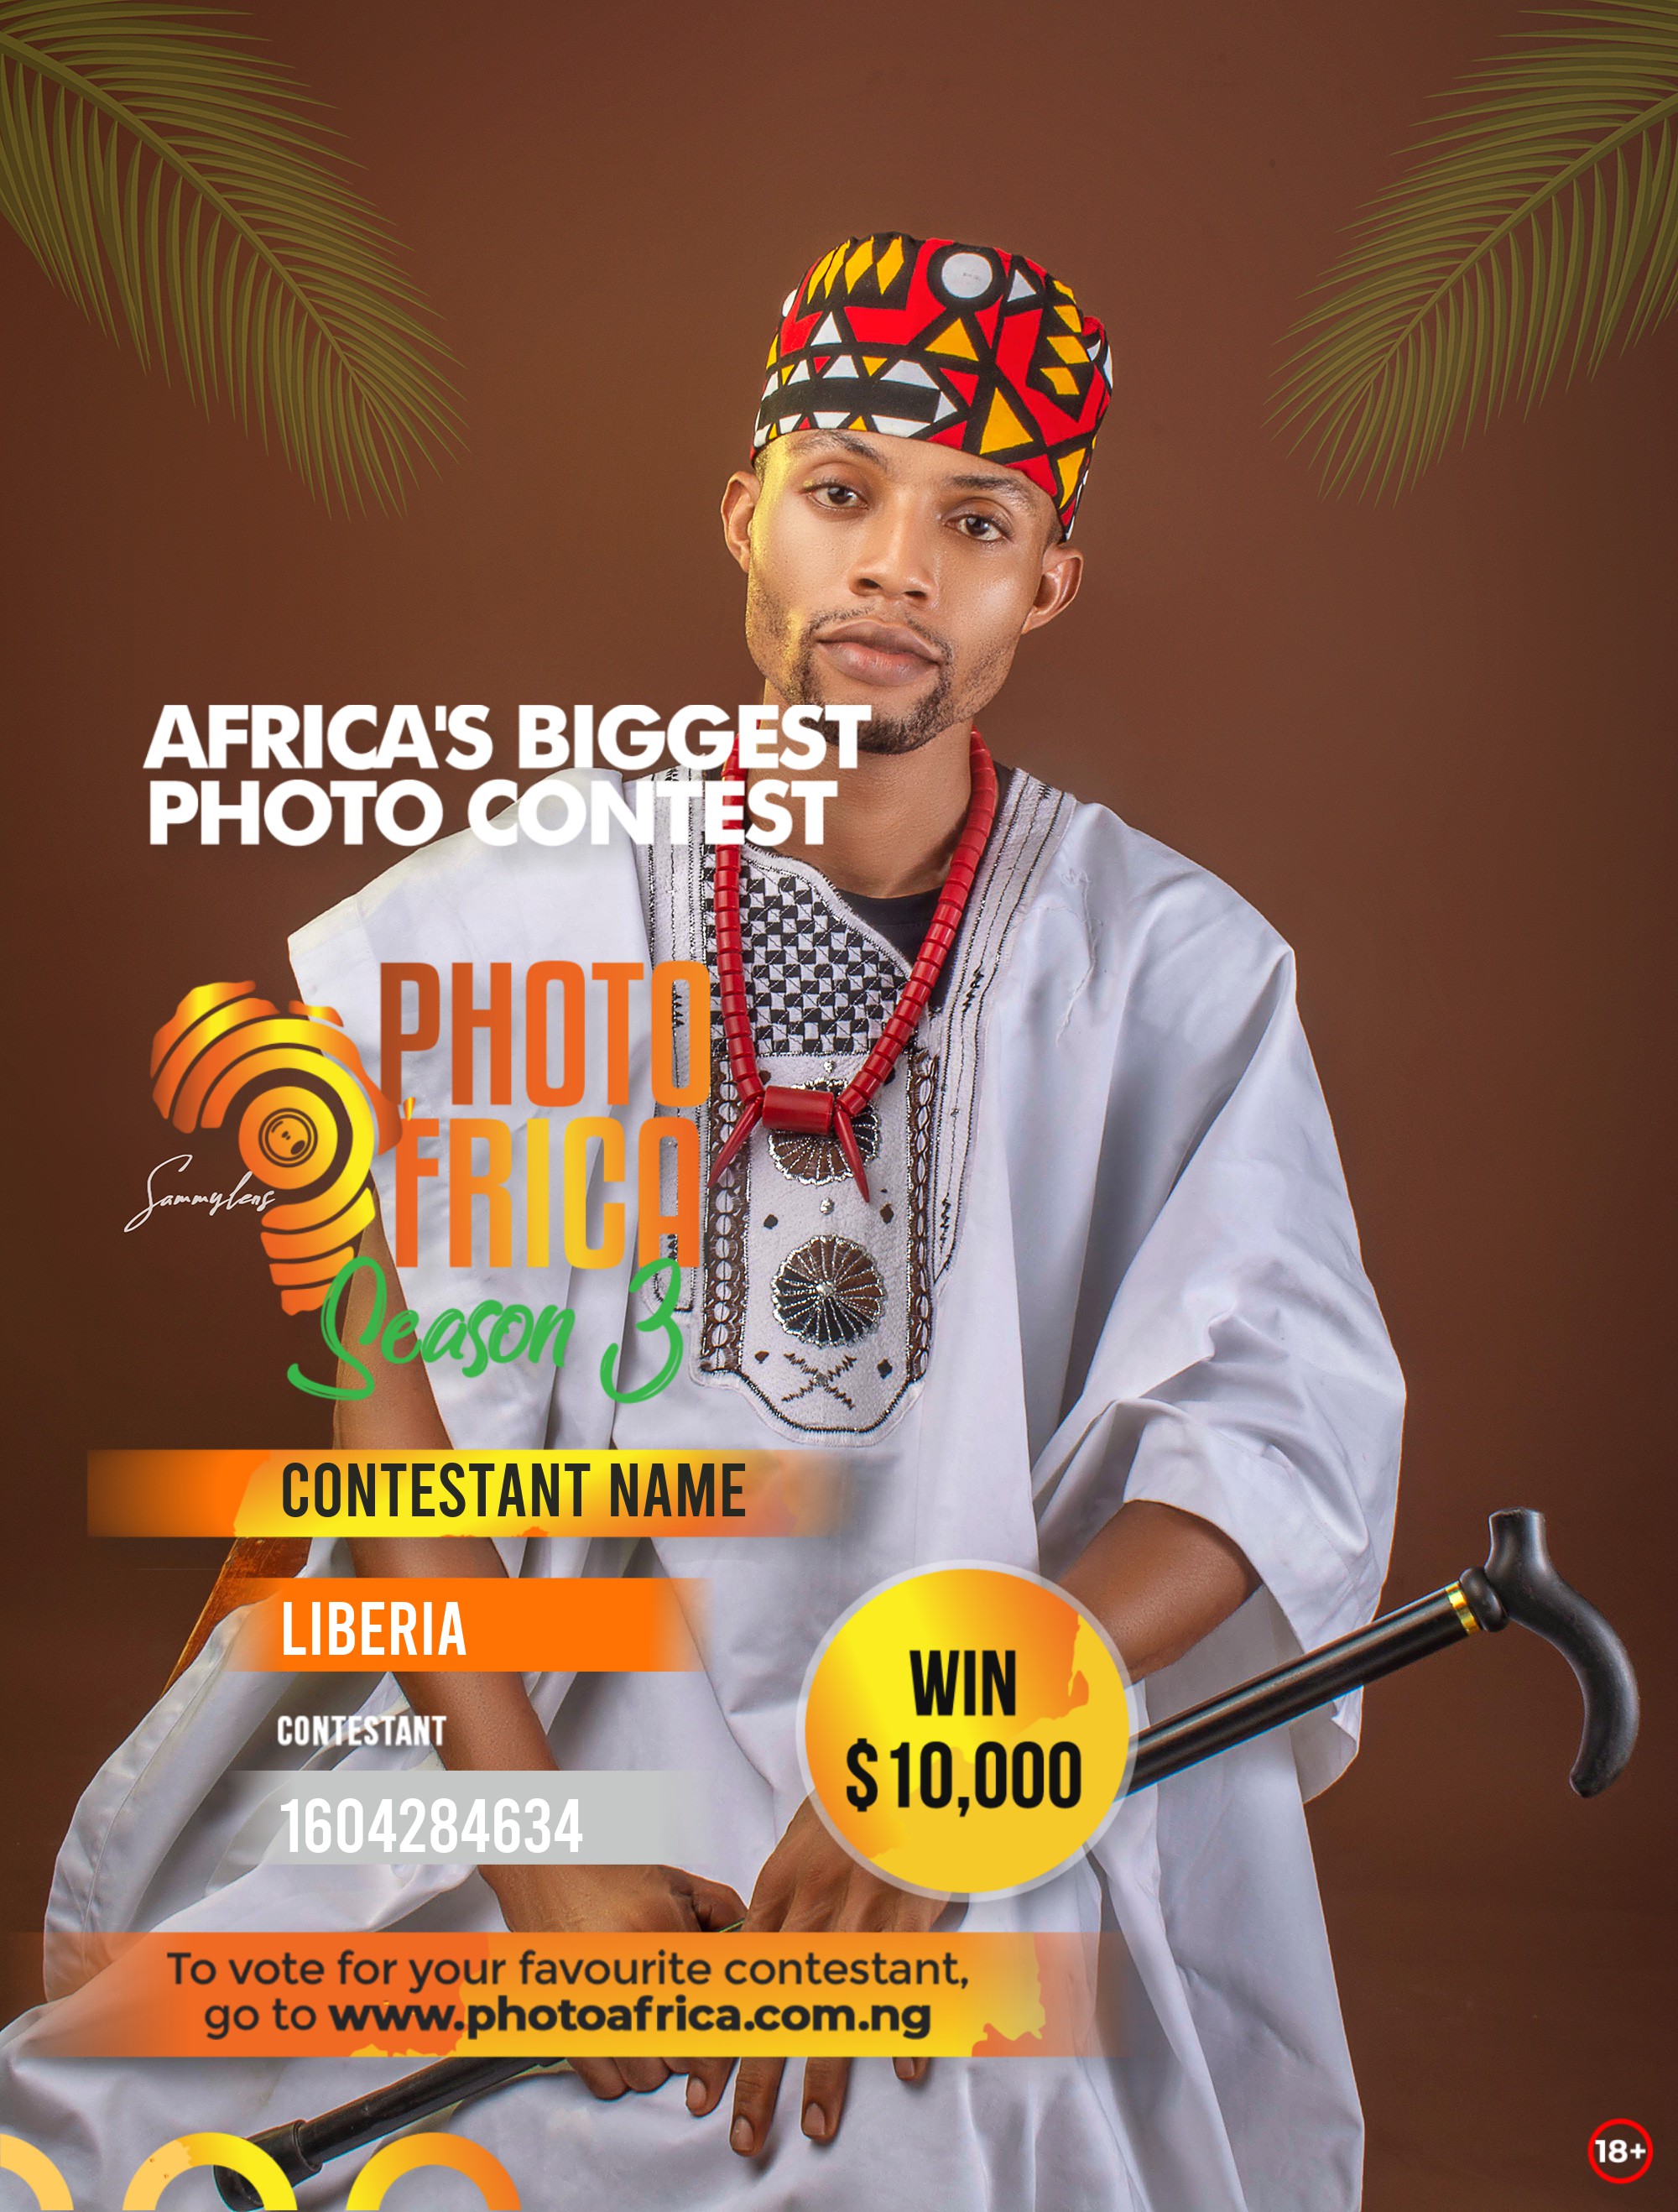 AFRICA'S BIGGEST
PHOTO CONTEST
PHOTO
AFRICA
Sammylens
Season 3
CONTESTANT NAME
LIBERIA
CONTESTANT
1604284634
WIN
$10,000
To vote for your favourite contestant,
go to www.photoafrica.com.ng
18+